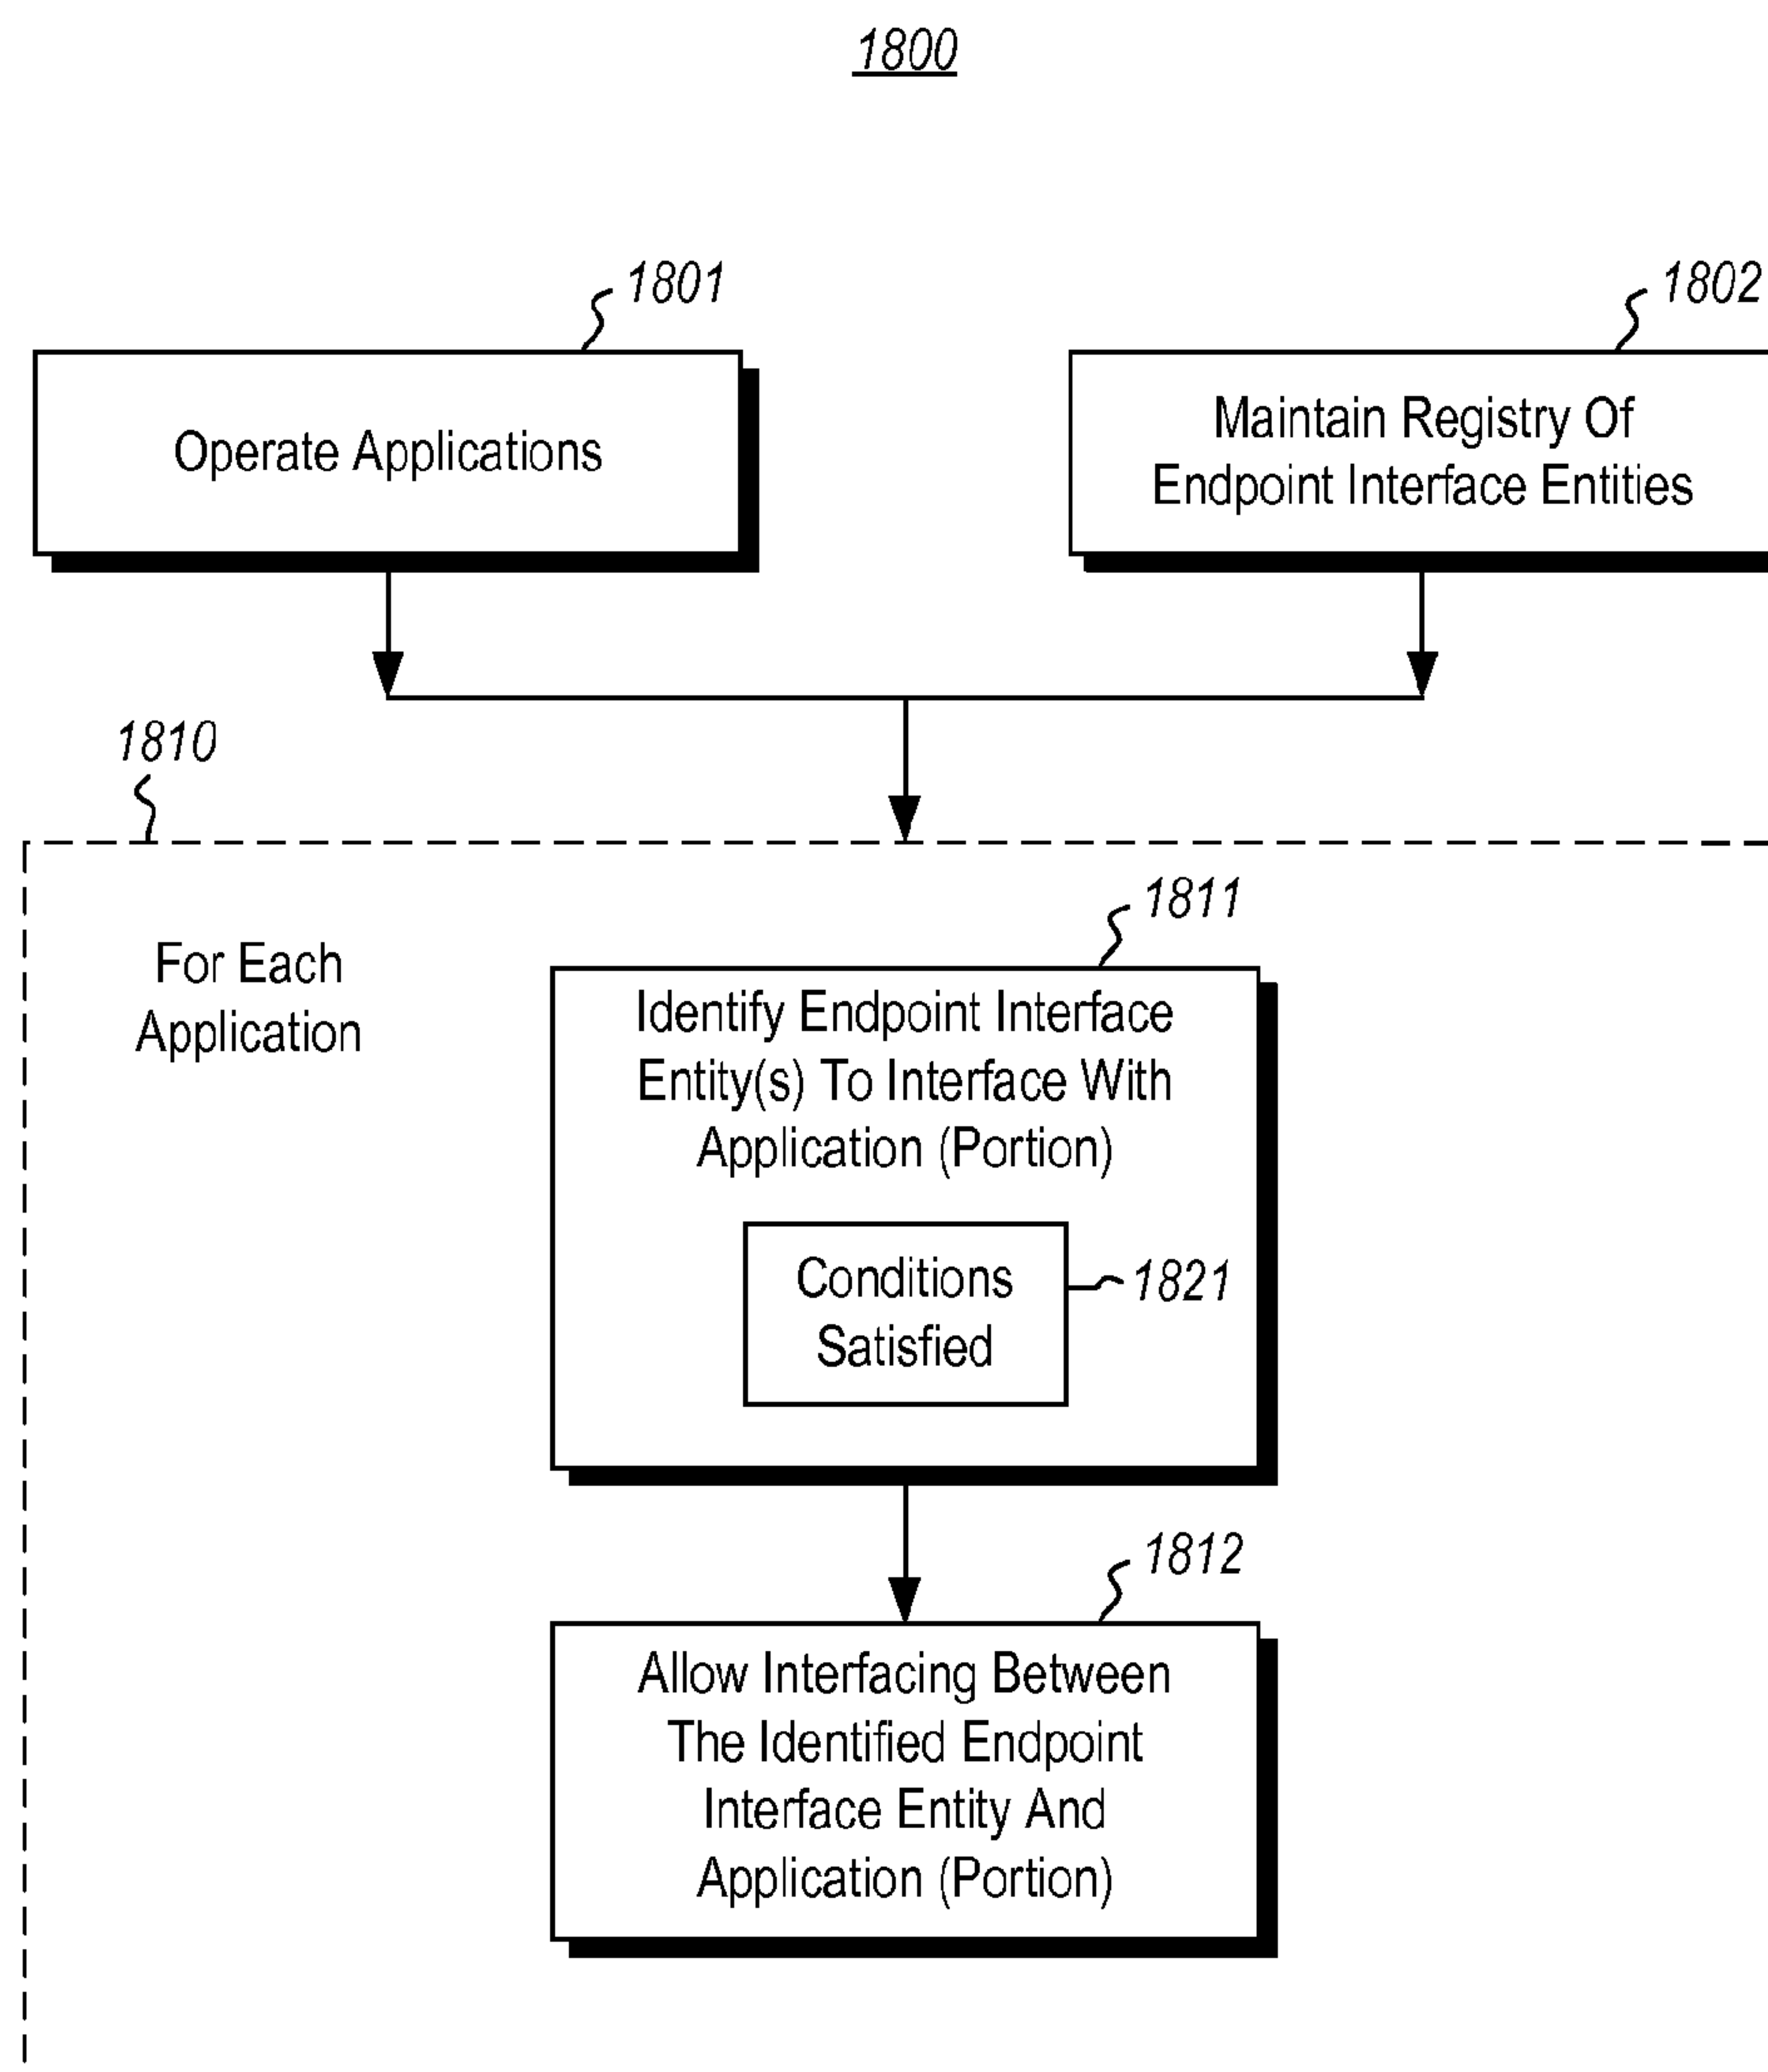 1800
1801
1802
Operate Applications
Maintain Registry Of
Endpoint Interface Entities
1810
1811
For Each
Application
Identify Endpoint Interface
Entity(s) To Interface With
Application (Portion)
Conditions
Satisfied
1821
1812
Allow Interfacing Between
The Identified Endpoint
Interface Entity And
Application (Portion)